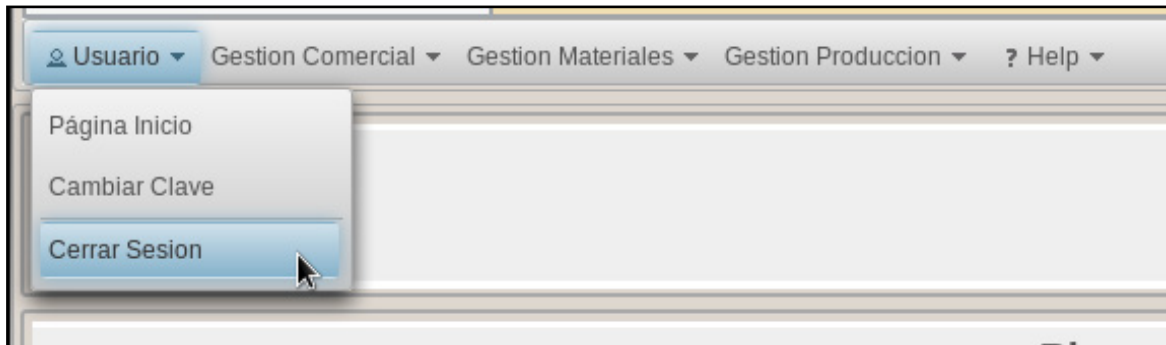 Usuario Gestion Comercial Gestion Materiales Gestion Produccion ? Help
Página Inicio
Cambiar Clave
Cerrar Sesion